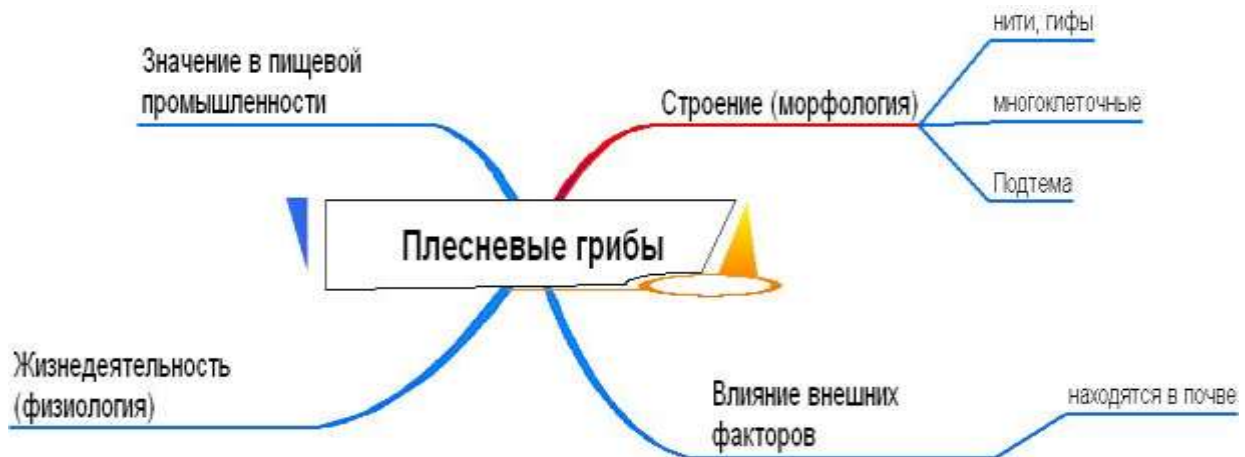 Значение в пищевой
промышленности
Строение (морфология)
нити, гифы
многоклеточные
Подтема
Плесневые грибы
Жизнедеятельность
(физиология)
Влияние внешних
факторов
находятся в почве